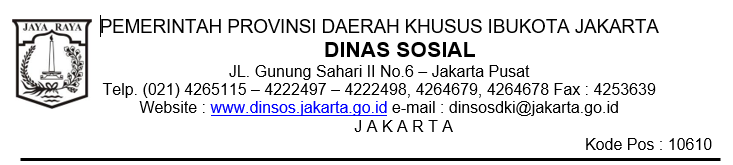 JAYA RAYA
PEMERINTAH PROVINSI DAERAH KHUSUS IBUKOTA JAKARTA
DINAS SOSIAL
JL. Gunung Sahari II No.6 – Jakarta Pusat
Telp. (021) 4265115 – 4222497 – 4222498, 4264679, 4264678 Fax : 4253639
Website : www.dinsos.jakarta.go.id e-mail : dinsosdki@jakarta.go.id
J A K A R T A
Kode Pos : 10610